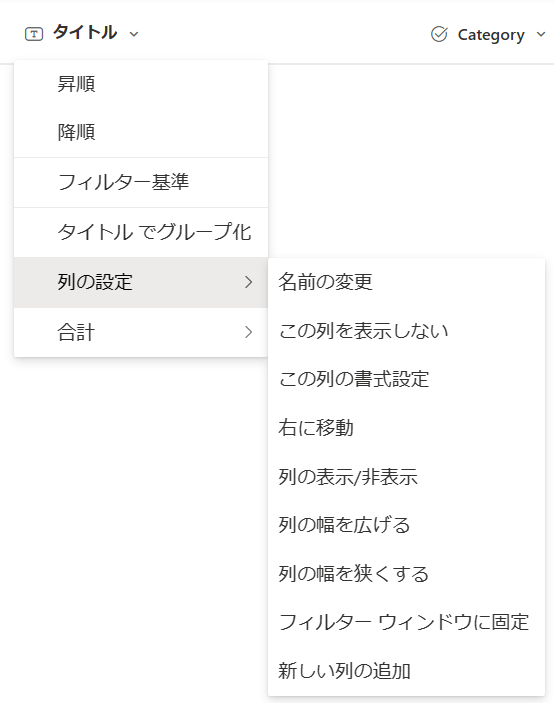 タイトル
Category
昇順
降順
フィルター基準
タイトル でグループ化
列の設定
合計
名前の変更
この列を表示しない
この列の書式設定
右に移動
列の表示/非表示
列の幅を広げる
列の幅を狭くする
フィルター ウィンドウに固定
新しい列の追加